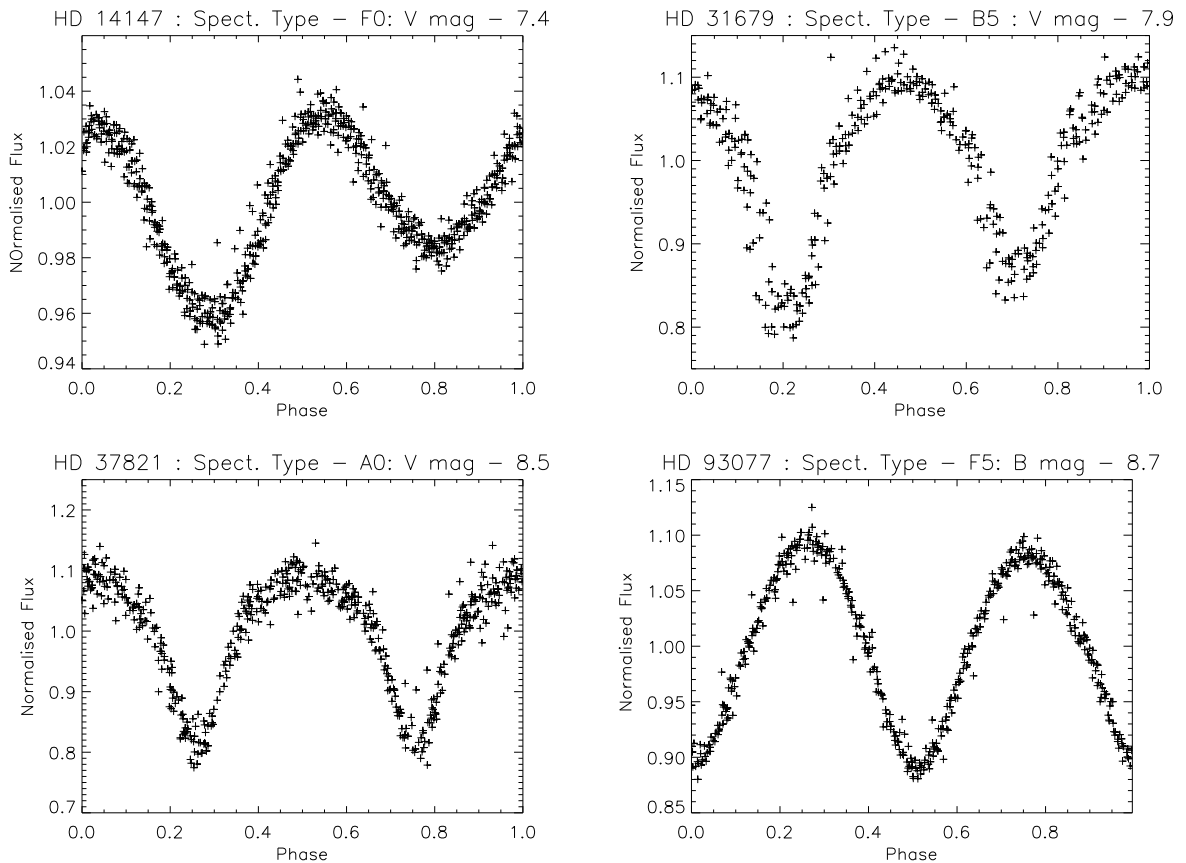 HD 14147 : Spect. Type – F0: V mag – 7.4
NOrmalised Flux
1.04
1.02
1.00
0.98
0.96
0.94
0.0 0.2 0.4 0.6 0.8 1.0
Phase
HD 31679 : Spect. Type – B5 : V mag – 7.9
Normalised Flux
1.1
1.0
0.9
0.8
0.0 0.2 0.4 0.6 0.8 1.0
Phase
HD 37821 : Spect. Type – A0: V mag – 8.5
Normalised Flux
1.2
1.1
1.0
0.9
0.8
0.7
0.0 0.2 0.4 0.6 0.8 1.0
Phase
HD 93077 : Spect. Type – F5: B mag – 8.7
Normalised Flux
1.15
1.10
1.05
1.00
0.95
0.90
0.85
0.0 0.2 0.4 0.6 0.8
Phase